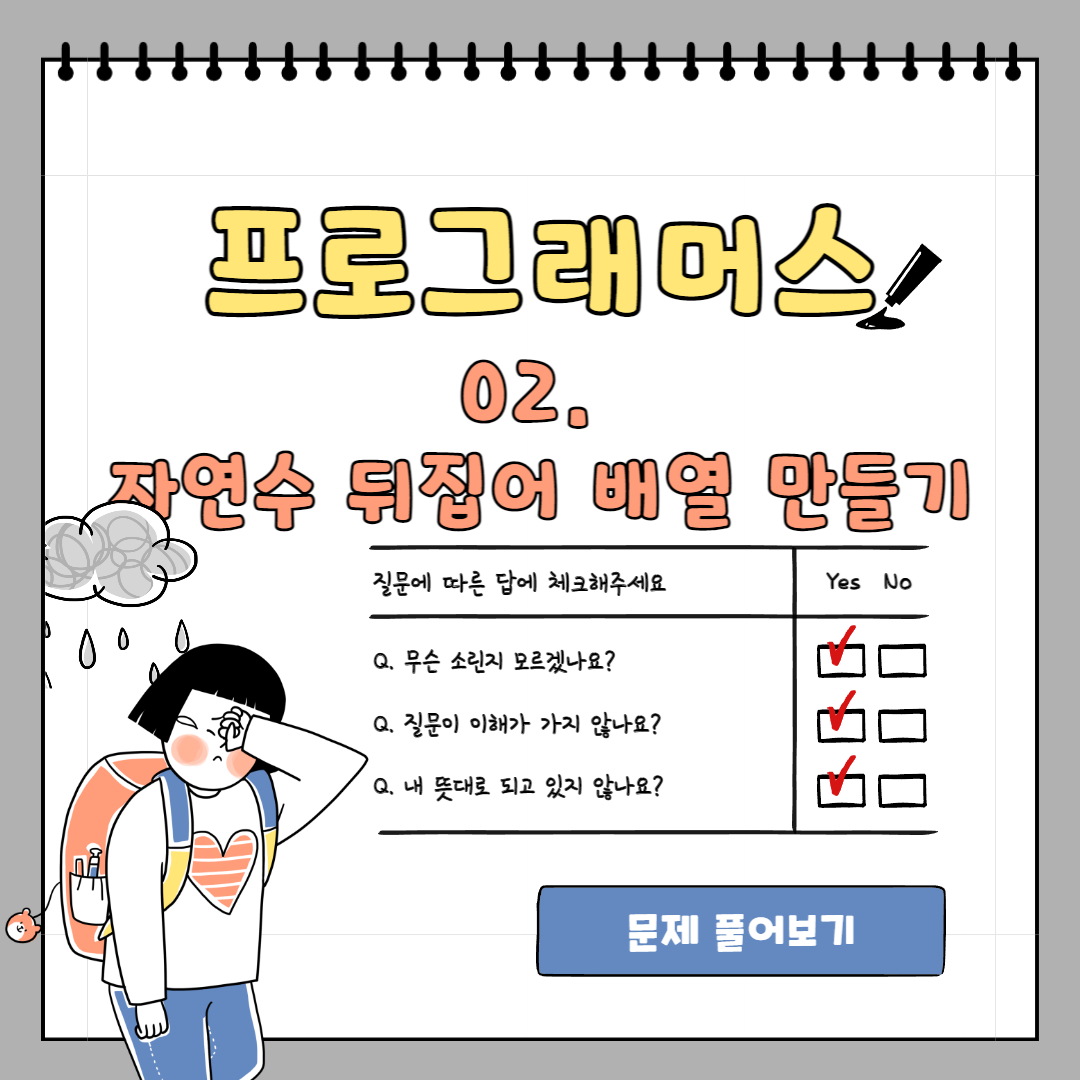 프로그래머스
02.
자연수 뒤집어 배열 만들기
질문에 따른 답에 체크해주세요 Yes No
Q. 무슨 소린지 모르겠나요?
Q. 질문이 이해가 가지 않나요?
Q. 내 뜻대로 되고 있지 않나요?
문제 풀어보기